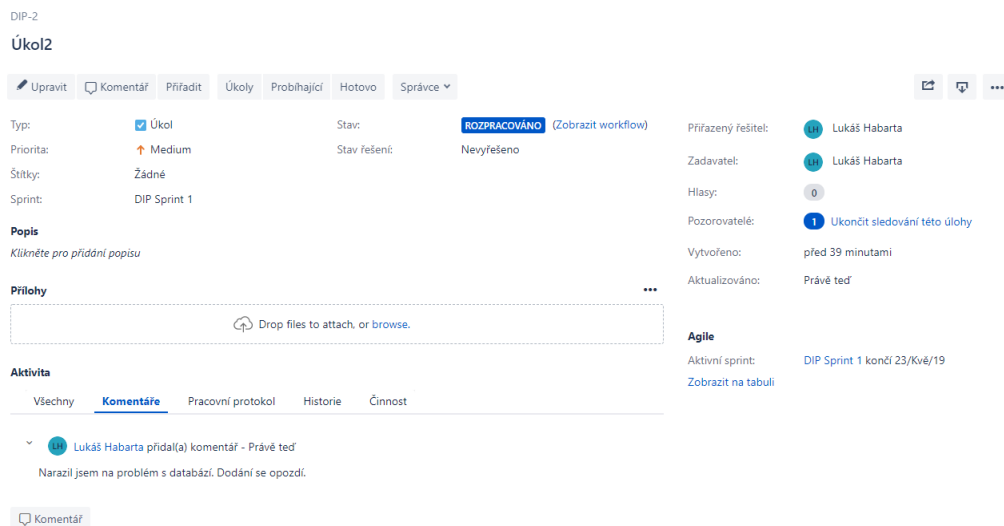 DIP-2
Úkol2
Upravit Komentář Přiřadit Úkoly Probíhající Hotovo Správce
Typ: Úkol Stav: ROZPRACOVÁNO (Zobrazit workflow)
Priorita: Medium Stav řešení: Nevyřešeno
Štítky: Žádné
Sprint: DIP Sprint 1
Přiřazený řešitel: LH Lukáš Habarta
Zadavatel: LH Lukáš Habarta
Hlasy: 0
Pozorovatelé: 1 Ukončit sledování této úlohy
Vytvořeno: před 39 minutami
Aktualizováno: Právě teď
Popis
Klikněte pro přidání popisu
Přílohy
Drop files to attach, or browse.
Agile
Aktivní sprint: DIP Sprint 1 končí 23/Kvě/19
Zobrazit na tabuli
Aktivita
Všechny Komentáře Pracovní protokol Historie Činnost
LH Lukáš Habarta přidal(a) komentář - Právě teď
Narazil jsem na problém s databází. Dodání se opozdí.
Komentář